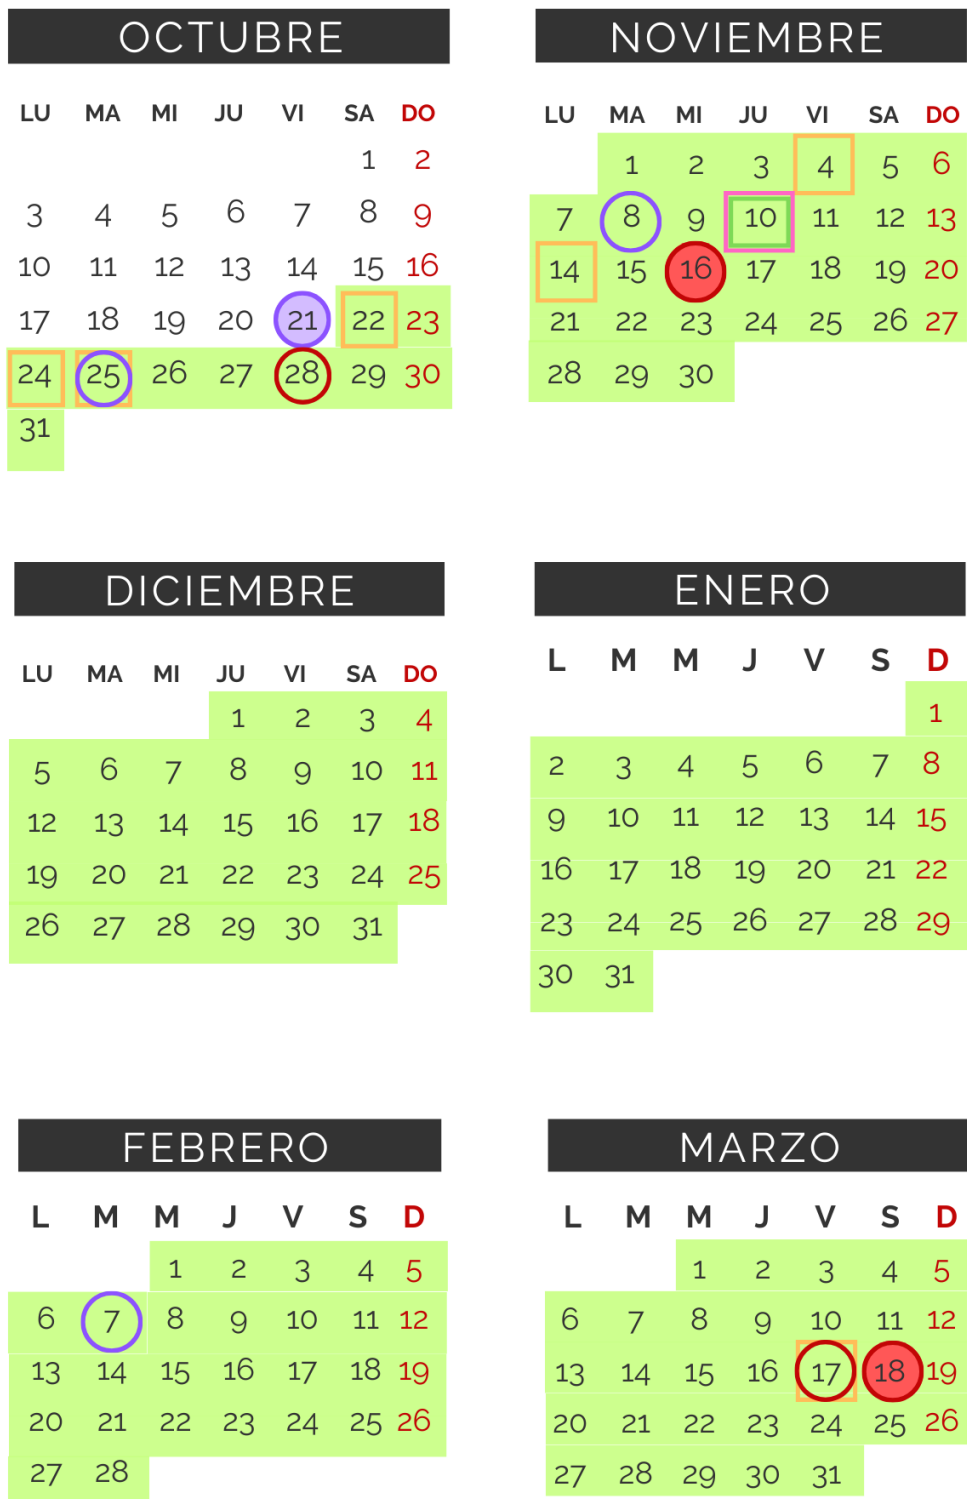 OCTUBRE
LU MA MI JU VI SA DO
1 2
3 4 5 6 7 8 9
10 11 12 13 14 15 16
17 18 19 20 21 22 23
24 25 26 27 28 29 30
31
NOVIEMBRE
LU MA MI JU VI SA DO
1 2 3 4 5 6
7 8 9 10 11 12 13
14 15 16 17 18 19 20
21 22 23 24 25 26 27
28 29 30
DICIEMBRE
LU MA MI JU VI SA DO
1 2 3 4
5 6 7 8 9 10 11
12 13 14 15 16 17 18
19 20 21 22 23 24 25
26 27 28 29 30 31
ENERO
L M M J V S D
1
2 3 4 5 6 7 8
9 10 11 12 13 14 15
16 17 18 19 20 21 22
23 24 25 26 27 28 29
30 31
FEBRERO
L M M J V S D
1 2 3 4 5
6 7 8 9 10 11 12
13 14 15 16 17 18 19
20 21 22 23 24 25 26
27 28
MARZO
L M M J V S D
1 2 3 4 5
6 7 8 9 10 11 12
13 14 15 16 17 18 19
20 21 22 23 24 25 26
27 28 29 30 31